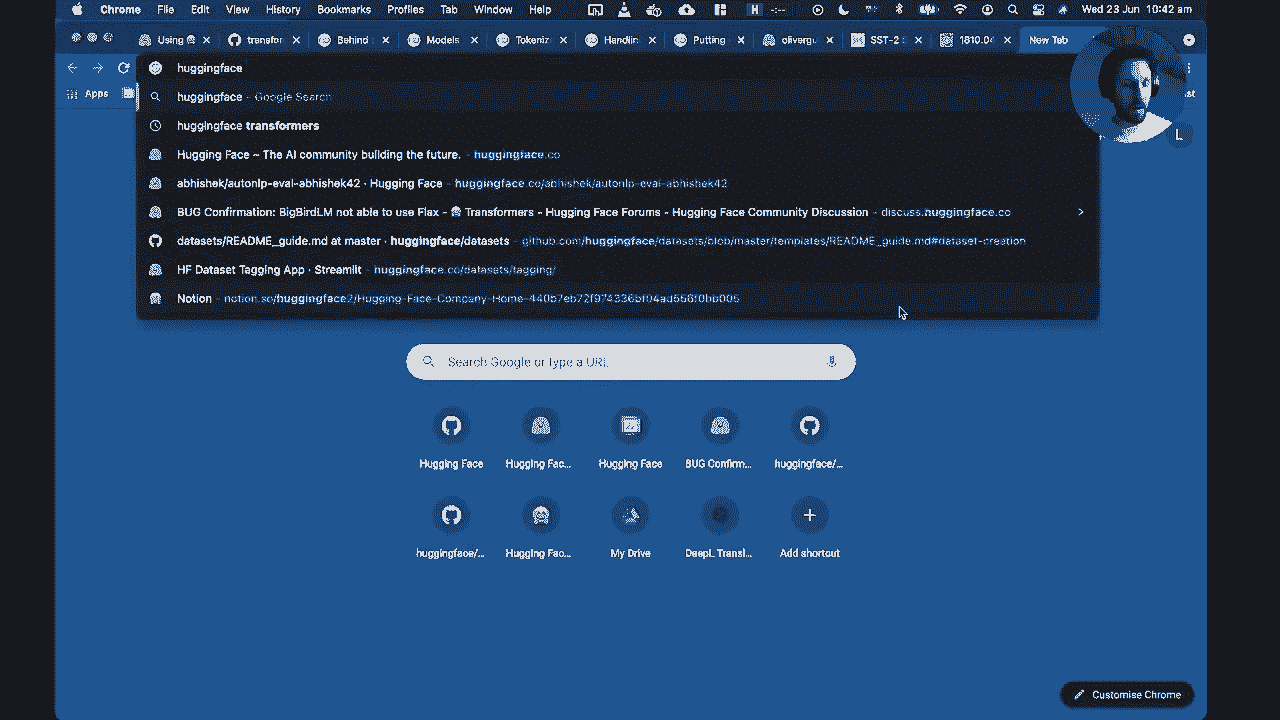 Chrome File Edit View History Bookmarks Profiles Tab Window Help H Wed 23 Jun 10:42 am
Using transfor Behind Models Tokeniz Handlin Putting olivergu SST-2 1810.04 New Tab
huggingface
Apps
huggingface - Google Search
huggingface transformers
Hugging Face – The AI community building the future. - huggingface.co
abhishek/autonlp-eval-abhishek42 · Hugging Face - huggingface.co/abhishek/autonlp-eval-abhishek42
L
BUG Confirmation: BigBirdLM not able to use Flax - 🤗 Transformers - Hugging Face Forums - Hugging Face Community Discussion - discuss.huggingface.co
datasets/README_guide.md at master · huggingface/datasets - github.com/huggingface/datasets/blob/master/templates/README_guide.md#dataset-creation
HF Dataset Tagging App · Streamlit - huggingface.co/datasets/tagging/
Notion - notion.so/huggingface2/Hugging-Face-Company-Home-
Search Google or type a URL
Hugging Face Hugging Fac... Hugging Face BUG Confirm... huggingface/...
huggingface/... Hugging Fac... My Drive DeepL Transl... Add shortcut
Customise Chrome